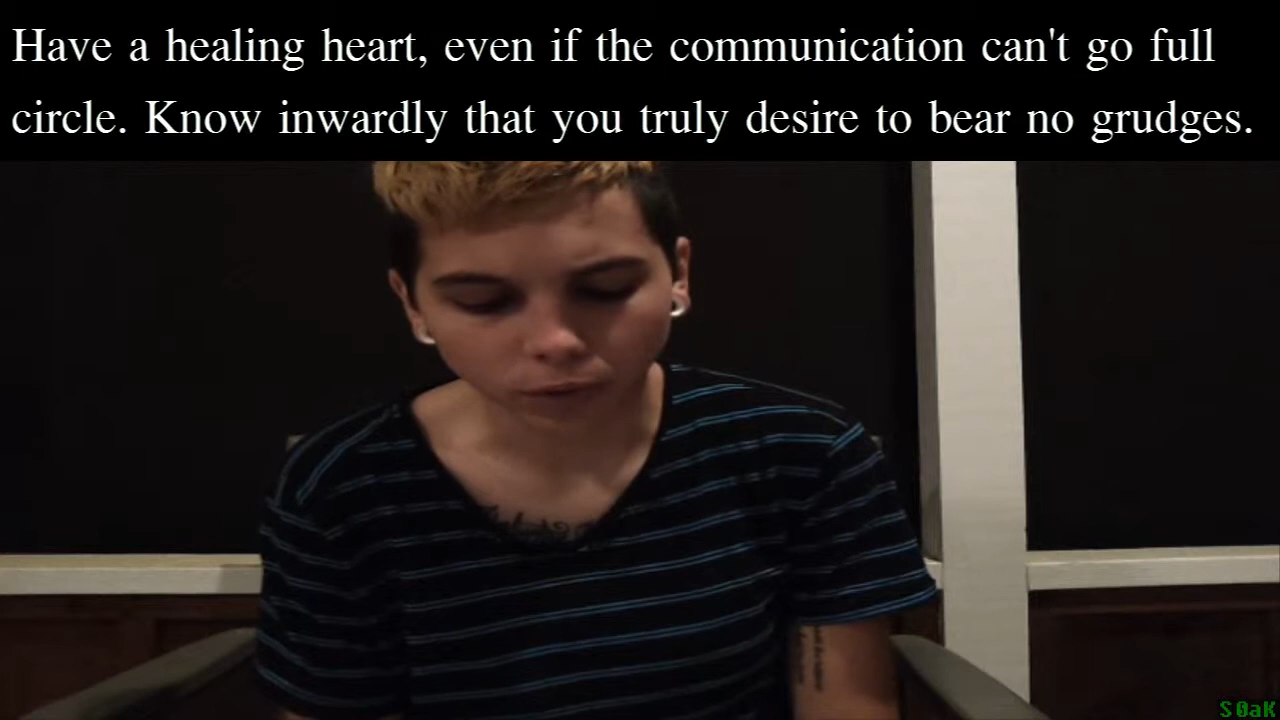 Have a healing heart, even if the communication can't go full
circle. Know inwardly that you truly desire to bear no grudges.
S0aK